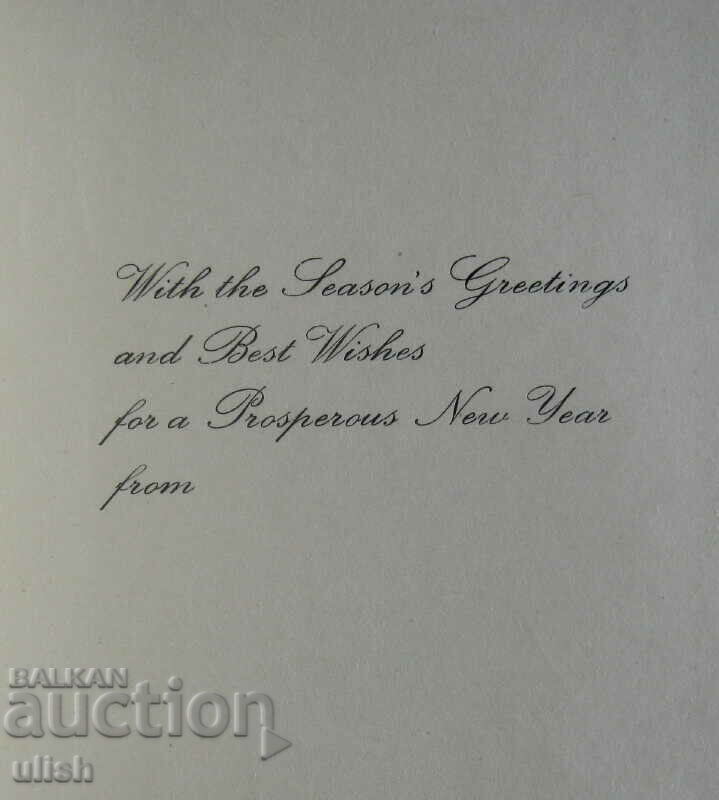 With the Season's Greetings
and Best Wishes
for a Prosperous New Year
from
BALKAN
auction
ulish